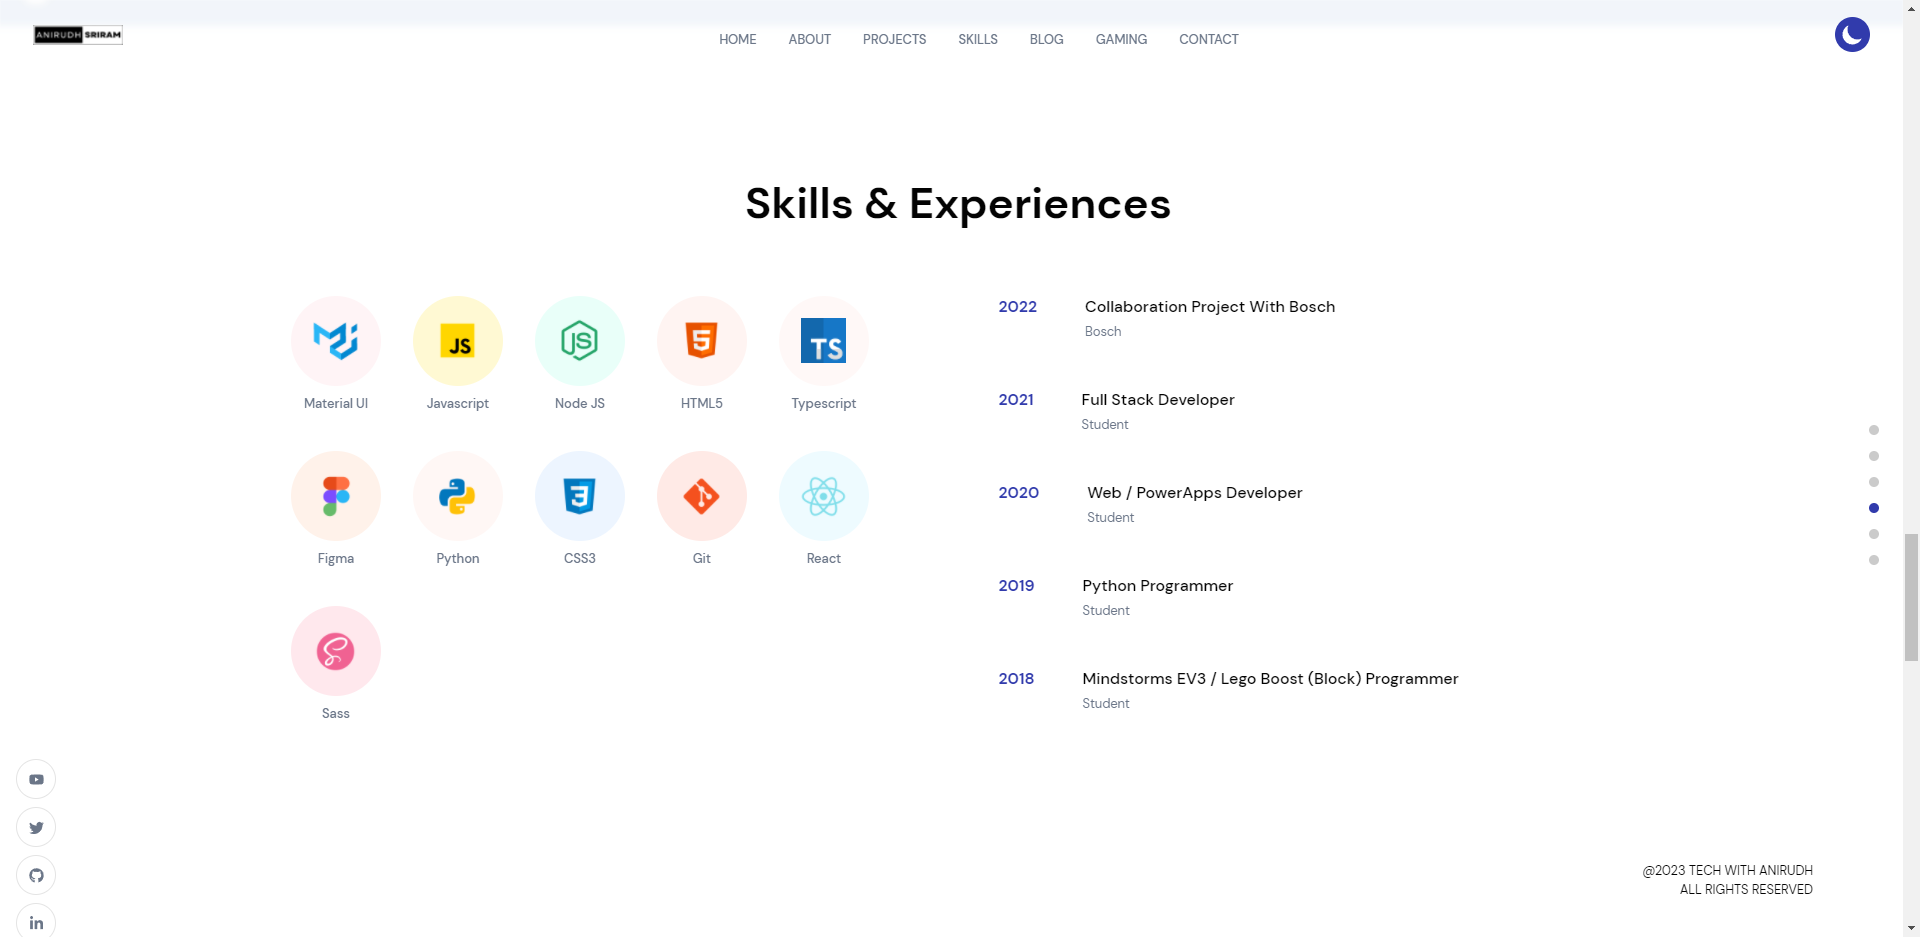 ANIRUDH SRIRAM
HOME ABOUT PROJECTS SKILLS BLOG GAMING CONTACT
Skills & Experiences
JS
JS
5
TS
Material UI Javascript Node JS HTML5 Typescript
3
Figma Python CSS3 Git React
Sass
2022 Collaboration Project With Bosch
Bosch
2021 Full Stack Developer
Student
2020 Web / PowerApps Developer
Student
2019 Python Programmer
Student
2018 Mindstorms EV3 / Lego Boost (Block) Programmer
Student
in
@2023 TECH WITH ANIRUDH
ALL RIGHTS RESERVED